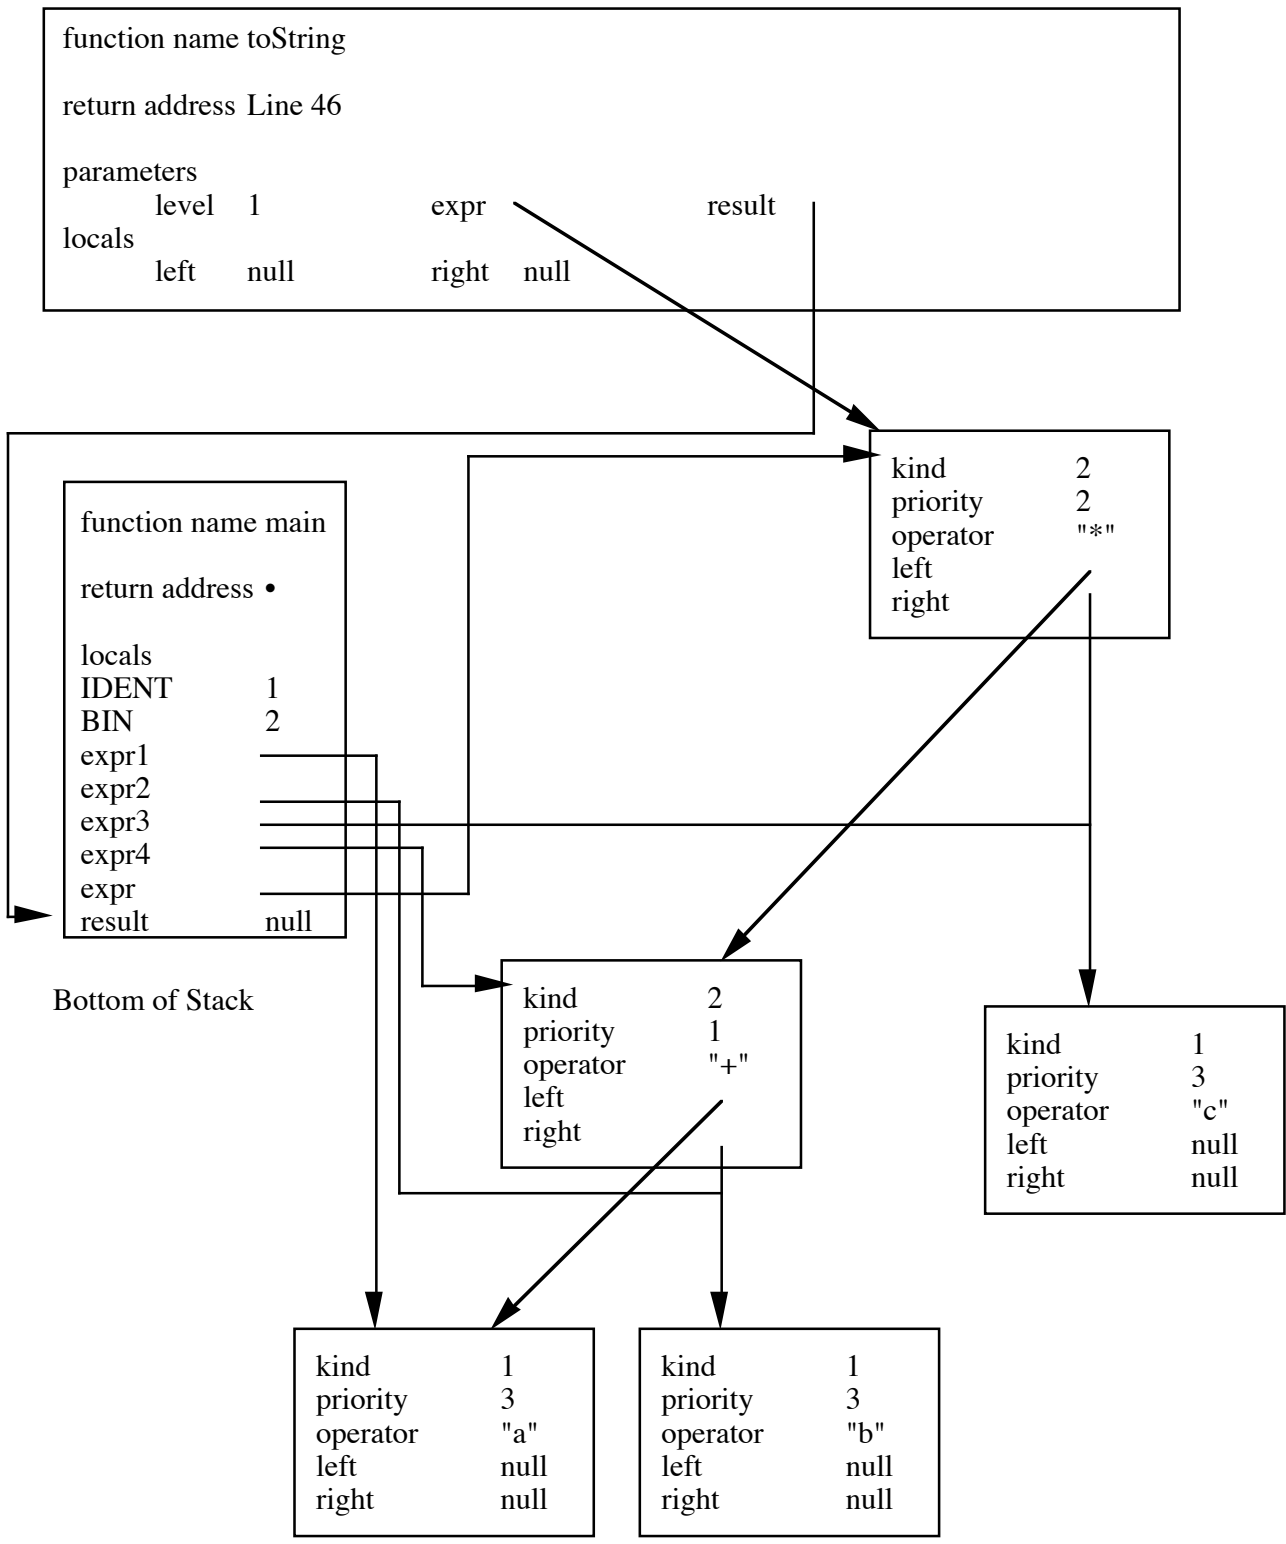 function name toString
return address Line 46
parameters
level 1 expr result
locals
left null right null
kind 2
priority 2
operator "*"
left
right
function name main
return address •
locals
IDENT 1
BIN 2
expr1
expr2
expr3
expr4
expr
result null
Bottom of Stack
kind 2
priority 1
operator "+"
left
right
kind 1
priority 3
operator "c"
left null
right null
kind 1
priority 3
operator "a"
left null
right null
kind 1
priority 3
operator "b"
left null
right null